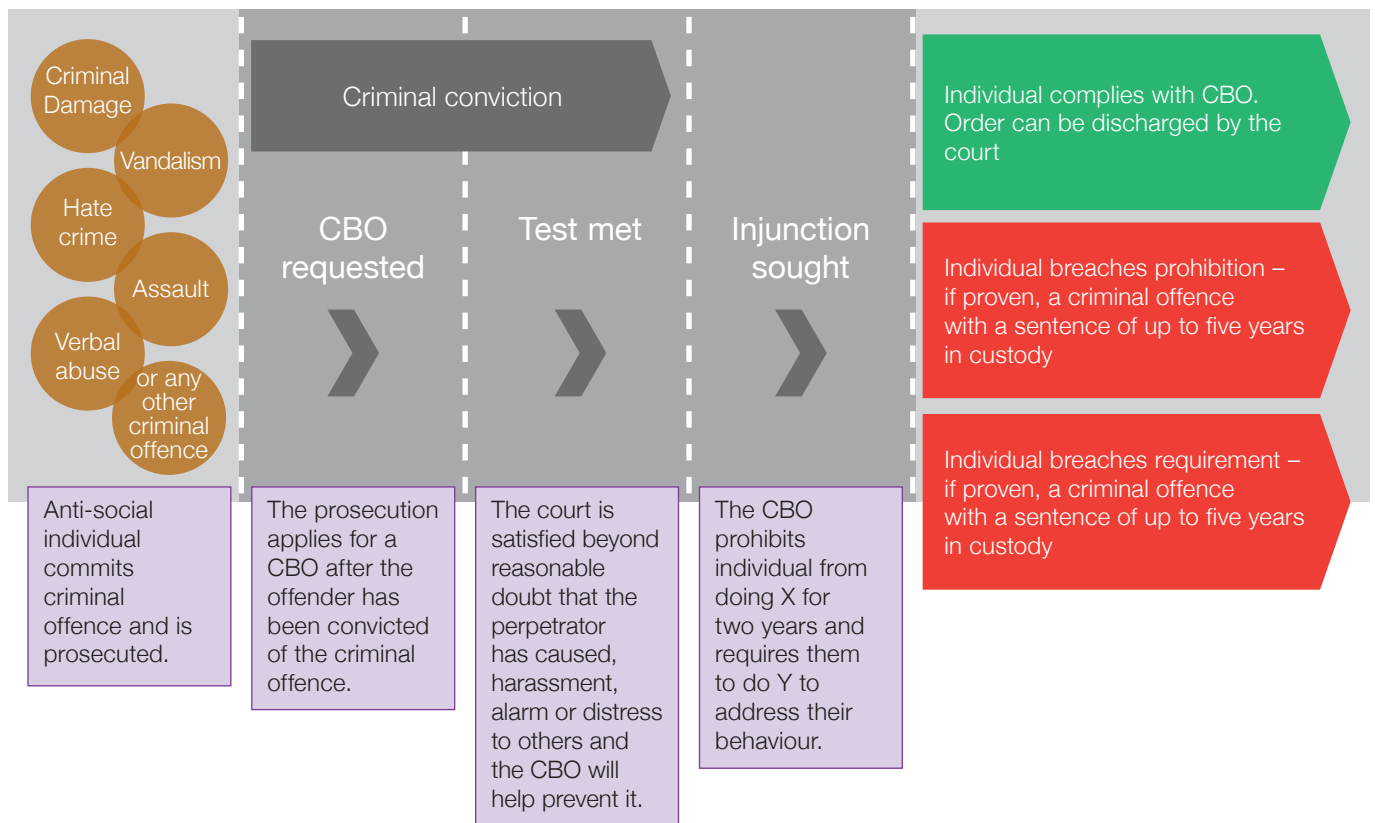 Criminal
Damage
Vandalism
Hate
crime
Assault
Verbal
abuse
or any
other
criminal
offence
Anti-social
individual
commits
criminal
offence and is
prosecuted.
Criminal conviction
CBO
requested
The prosecution
applies for a
CBO after the
offender has
been convicted
of the criminal
offence.
Test met
The court is
satisfied beyond
reasonable
doubt that the
perpetrator
has caused,
harassment,
alarm or distress
to others and
the CBO will
help prevent it.
Injunction
sought
The CBO
prohibits
individual from
doing X for
two years and
requires them
to do Y to
address their
behaviour.
Individual complies with CBO.
Order can be discharged by the
court
Individual breaches prohibition –
if proven, a criminal offence
with a sentence of up to five years
in custody
Individual breaches requirement –
if proven, a criminal offence
with a sentence of up to five years
in custody